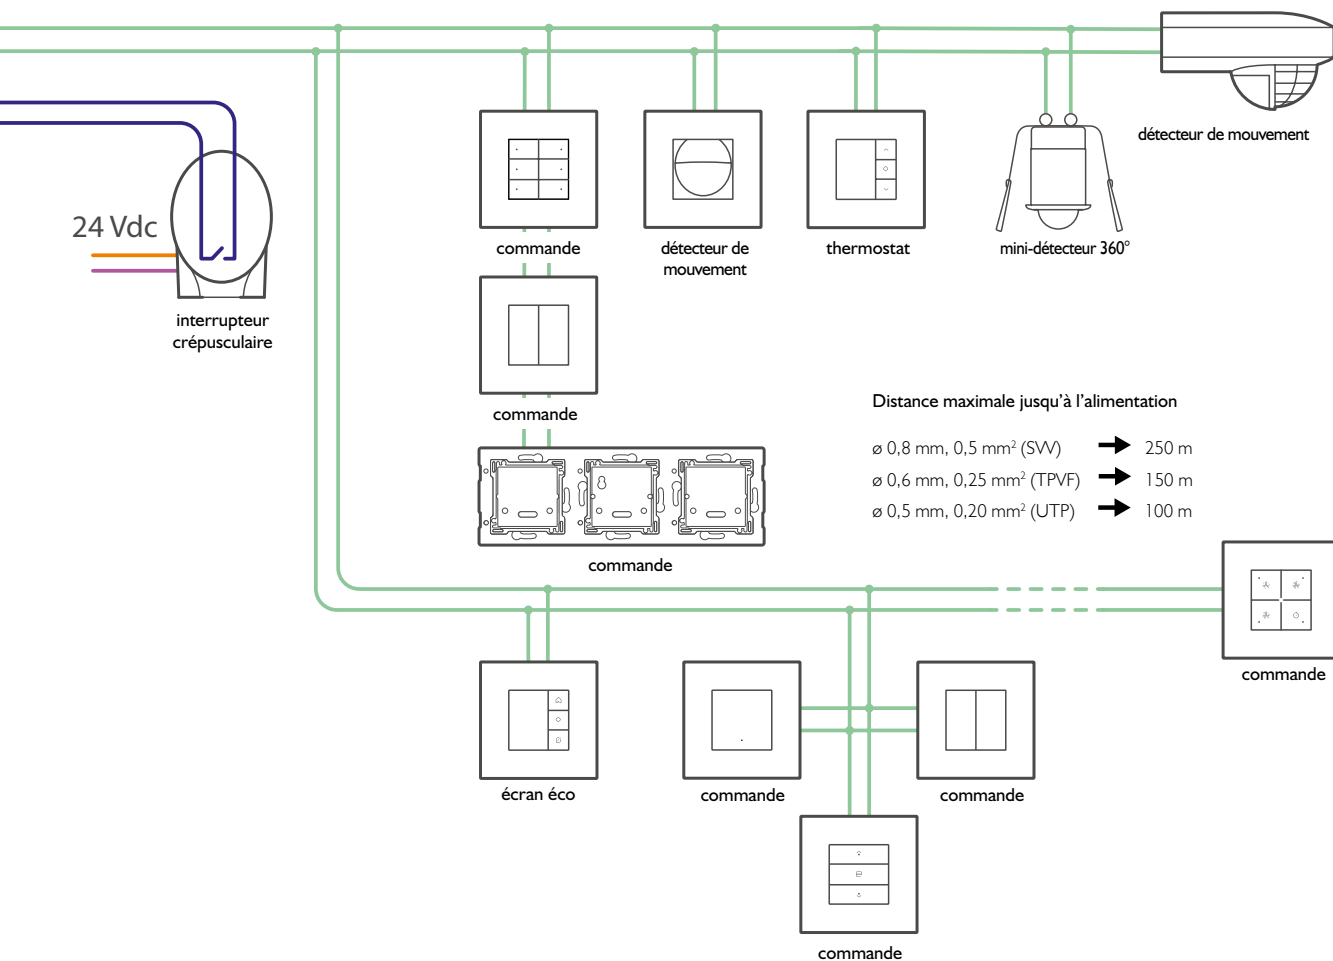 détecteur de mouvement
24 Vdc
commande
détecteur de
mouvement
thermostat
mini-détecteur 360°
interrupteur
crépusculaire
commande
Distance maximale jusqu’à l’alimentation
ø 0,8 mm, 0,5 mm² (SVV) → 250 m
ø 0,6 mm, 0,25 mm² (TPVF) → 150 m
ø 0,5 mm, 0,20 mm² (UTP) → 100 m
commande
commande
écran éco
commande
commande
commande